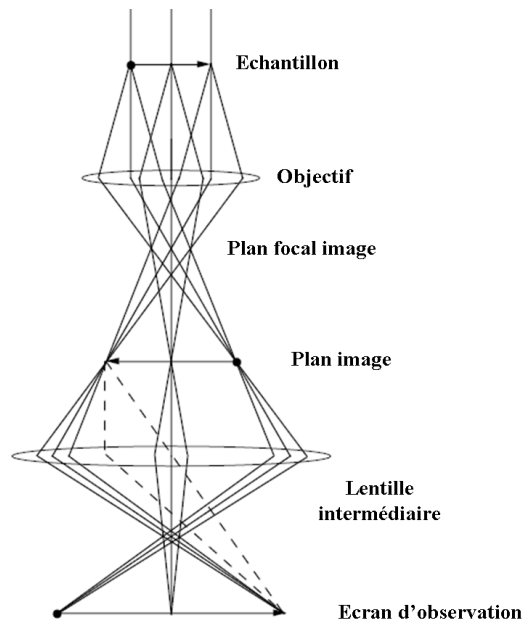 Echantillon
Objectif
Plan focal image
Plan image
Lentille
intermédiaire
Ecran d'observation